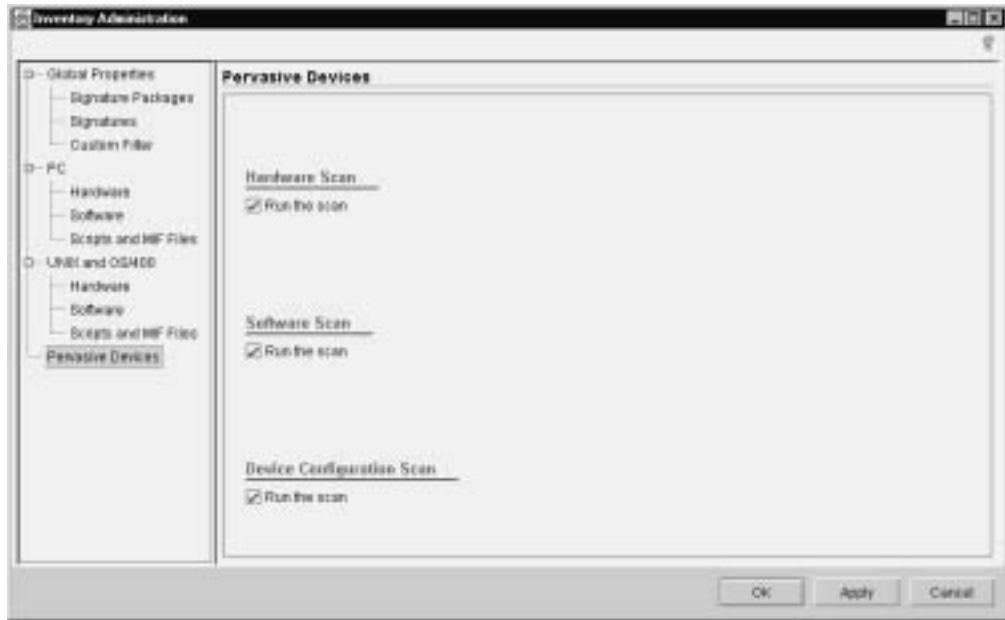 Inventory Administration
Global Properties
Signature Packages
Signatures
Custom Filter
PC
Hardware
Software
Scripts and MIF Files
UNIX and OS/400
Hardware
Software
Scripts and MIF Files
Pervasive Devices
Pervasive Devices
Hardware Scan
Run the scan
Software Scan
Run the scan
Device Configuration Scan
Run the scan
OK
Apply
Cancel